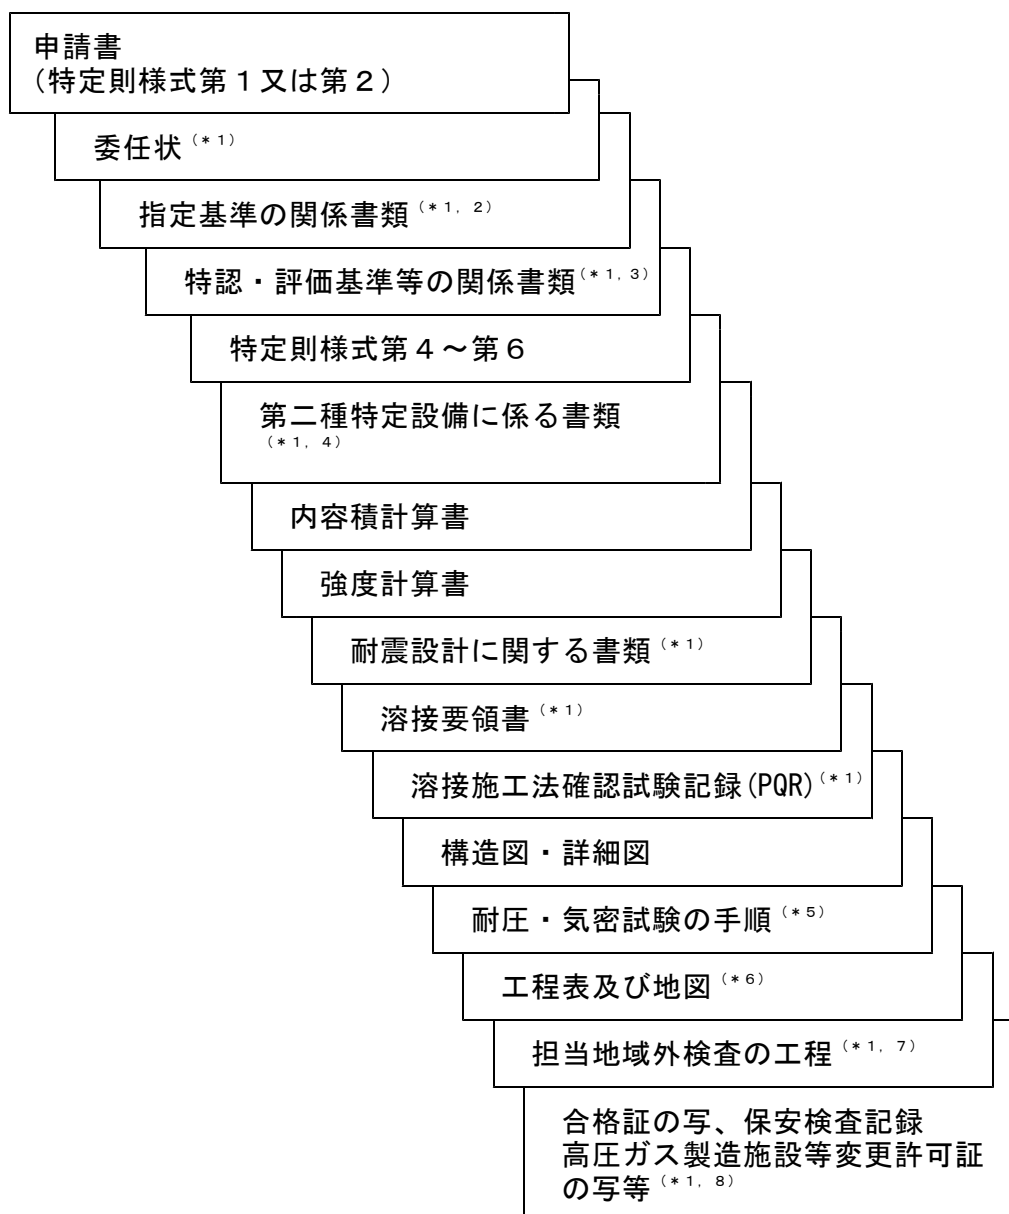 申請書
（特定則様式第１又は第２）
委任状（＊１）
指定基準の関係書類（＊１，２）
特認・評価基準等の関係書類（＊１，３）
特定則様式第４～第６
第二種特定設備に係る書類
（＊１，４）
内容積計算書
強度計算書
耐震設計に関する書類（＊１）
溶接要領書（＊１）
溶接施工法確認試験記録(PQR)（＊１）
構造図・詳細図
耐圧・気密試験の手順（＊５）
工程表及び地図（＊６）
担当地域外検査の工程（＊１，７）
合格証の写、保安検査記録
高圧ガス製造施設等変更許可証
の写等（＊１，８）